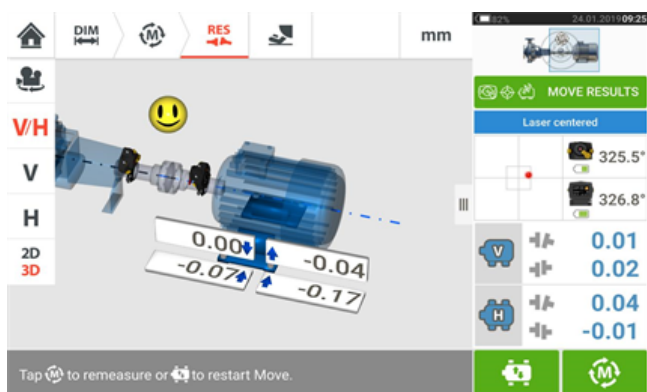 DIM
M
RES
mm
82%
24.01.2019 09:25
MOVE RESULTS
Laser centered
325.5°
326.8°
V/H
V
H
2D
3D
0.00
-0.04
-0.07
-0.17
V
0.01
0.02
H
0.04
-0.01
Tap M to remeasure or to restart Move.
M